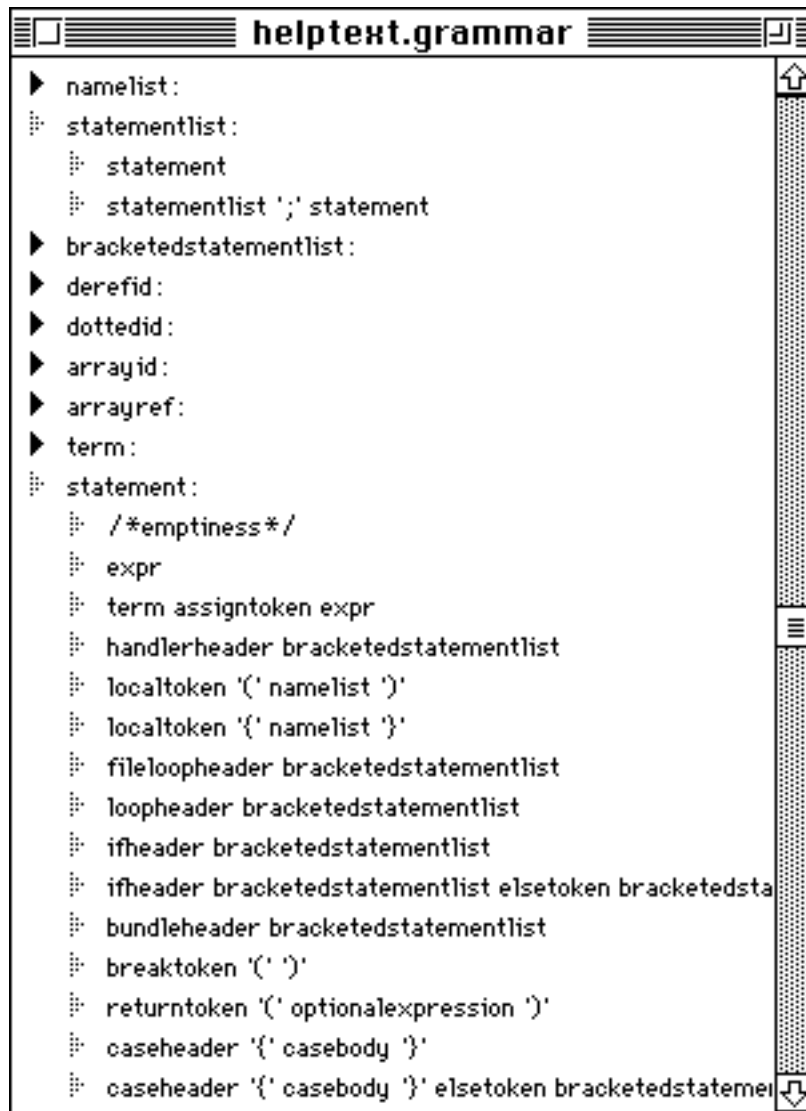 helptext.grammar
namelist:
statementlist:
statement
statementlist ';' statement
bracketedstatementlist:
derefid:
dottedid:
arrayid:
arrayref:
term:
statement:
/*emptiness*/
expr
term assigntoken expr
handlerheader bracketedstatementlist
localtoken '(' namelist ')'
localtoken '{' namelist '}'
fileloopheader bracketedstatementlist
loopheader bracketedstatementlist
ifheader bracketedstatementlist
ifheader bracketedstatementlist elsetoken bracketedsta
bundleheader bracketedstatementlist
breaktoken '(' ')'
returntoken '(' optionalexpression ')'
caseheader '{' casebody '}'
caseheader '{' casebody '}' elsetoken bracketedstatemen